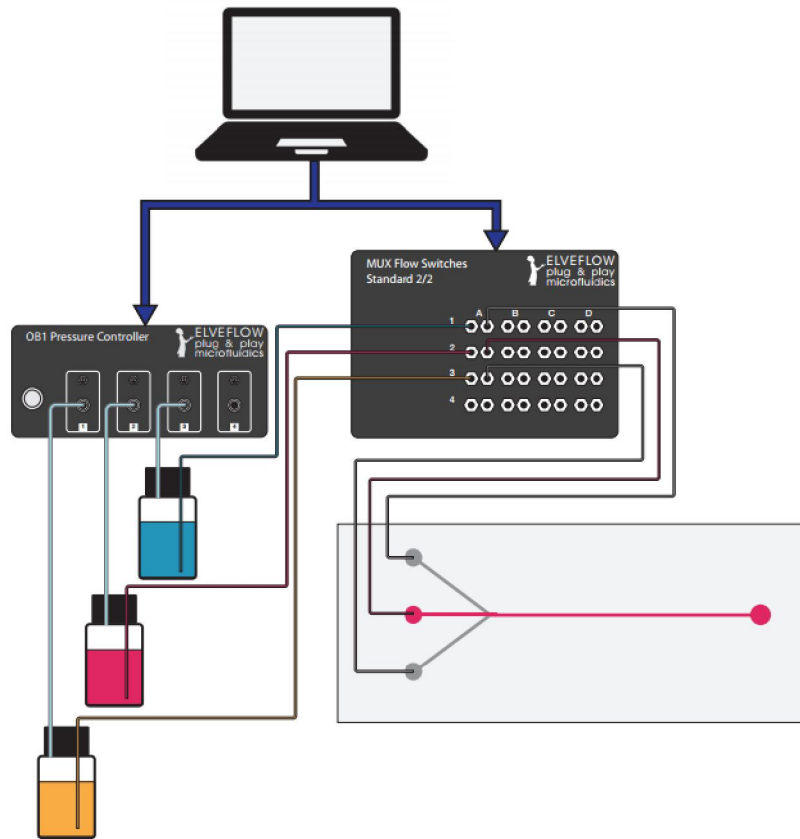 MUX Flow Switches
Standard 2/2
ELVEFLOW
plug & play
microfluidics
A B C D
1
2
3
4
OB1 Pressure Controller
ELVEFLOW
plug & play
microfluidics
1 2 3 4